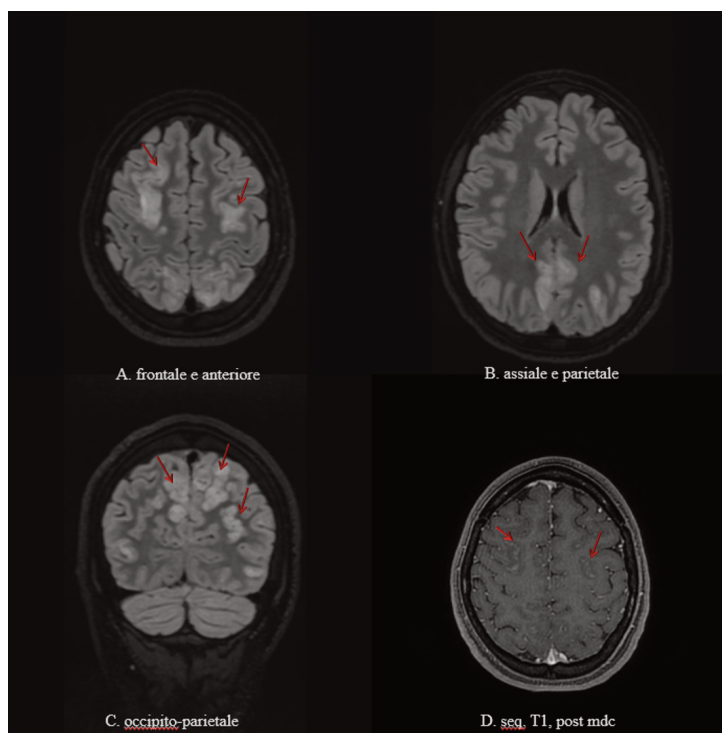 A. frontale e anteriore
B. assiale e parietale
C. occipito-parietale
D. seq. T1, post mdc